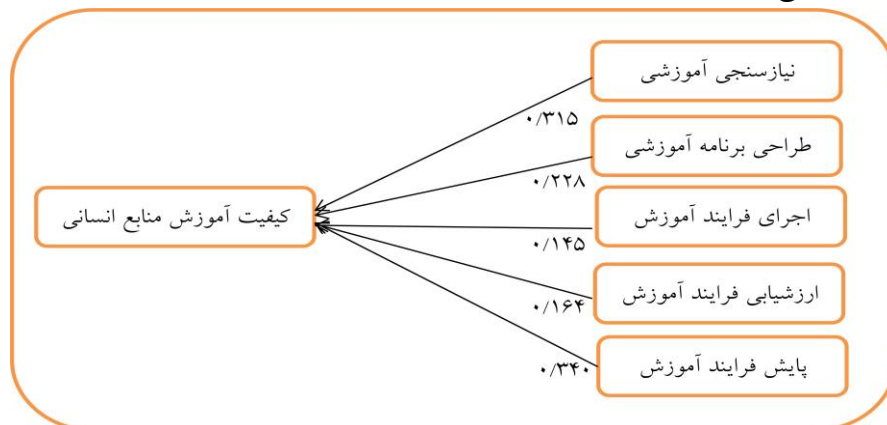 نیازسنجی آموزشی
۰/۳۱۵
طراحی برنامه آموزشی
۰/۲۲۸
اجرای فرایند آموزش
کیفیت آموزش منابع انسانی
۰/۱۴۵
ارزشیابی فرایند آموزش
۰/۱۶۴
پایش فرایند آموزش
۰/۳۴۰